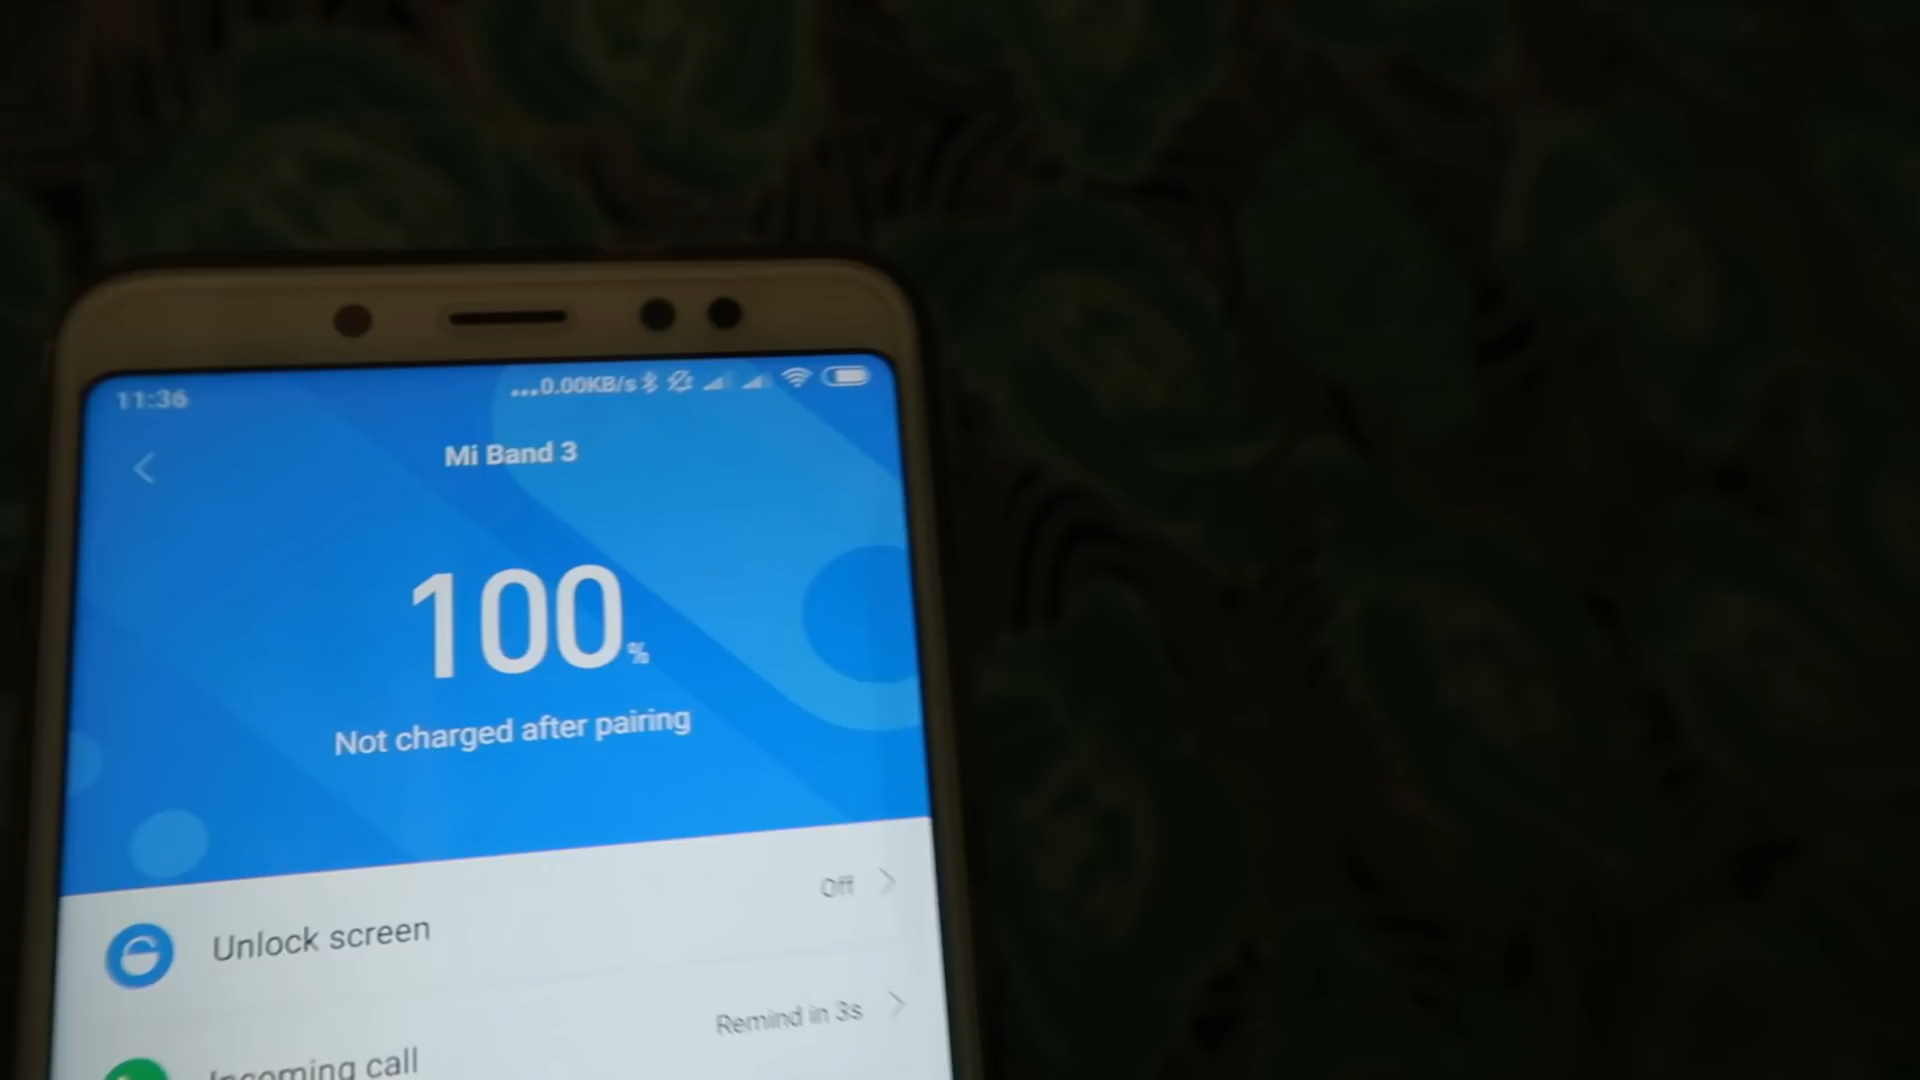 11:36 ...0.00KB/s
Mi Band 3
100%
Not charged after pairing
Unlock screen Off
Incoming call Remind in 3s